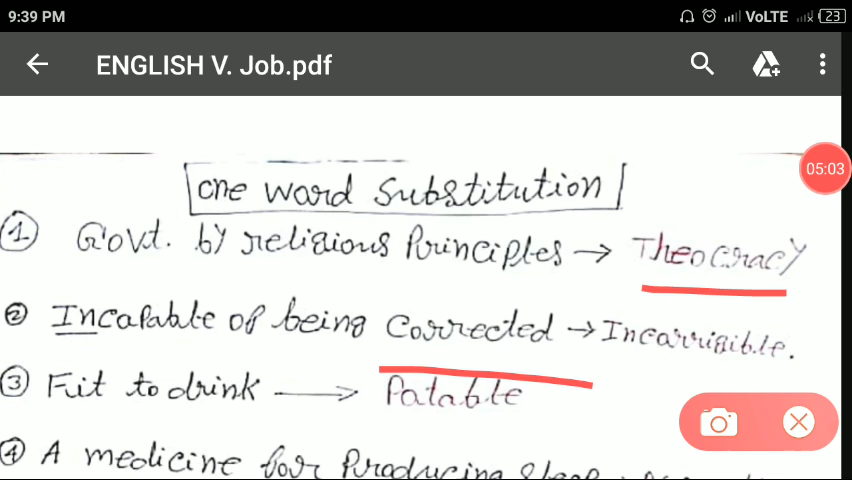 9:39 PM VoLTE 23
ENGLISH V. Job.pdf
05:03
one word Substitution
1 Govt. by religious Principles → Theocracy
2 Incapable of being Corrected → Incorrigible.
3 Fit to drink → Potable
4 A medicine for Producing sleep